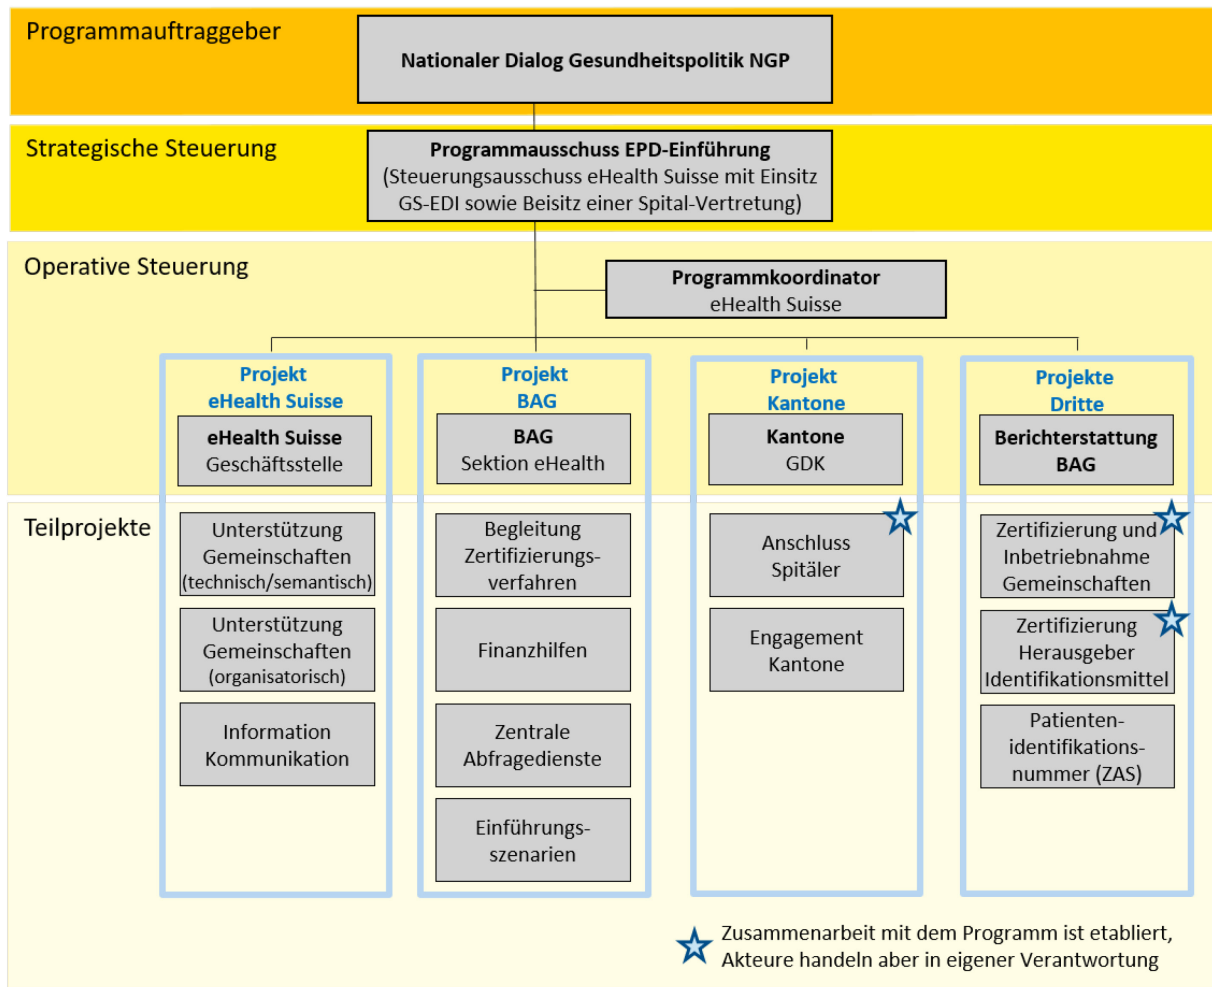 Programmauftraggeber
Nationaler Dialog Gesundheitspolitik NGP
Strategische Steuerung
Programmausschuss EPD-Einführung
(Steuerungsausschuss eHealth Suisse mit Einsitz
GS-EDI sowie Beisitz einer Spital-Vertretung)
Operative Steuerung
Programmkoordinator
eHealth Suisse
Projekt
eHealth Suisse
eHealth Suisse
Geschäftsstelle
Projekt
BAG
BAG
Sektion eHealth
Projekt
Kantone
Kantone
GDK
Projekte
Dritte
Berichterstattung
BAG
Teilprojekte
Unterstützung
Gemeinschaften
(technisch/semantisch)
Unterstützung
Gemeinschaften
(organisatorisch)
Information
Kommunikation
Begleitung
Zertifizierungs-
verfahren
Finanzhilfen
Zentrale
Abfragedienste
Einführungs-
szenarien
Anschluss
Spitäler
Engagement
Kantone
Zertifizierung und
Inbetriebnahme
Gemeinschaften
Zertifizierung
Herausgeber
Identifikationsmittel
Patienten-
identifikations-
nummer (ZAS)
Zusammenarbeit mit dem Programm ist etabliert,
Akteure handeln aber in eigener Verantwortung